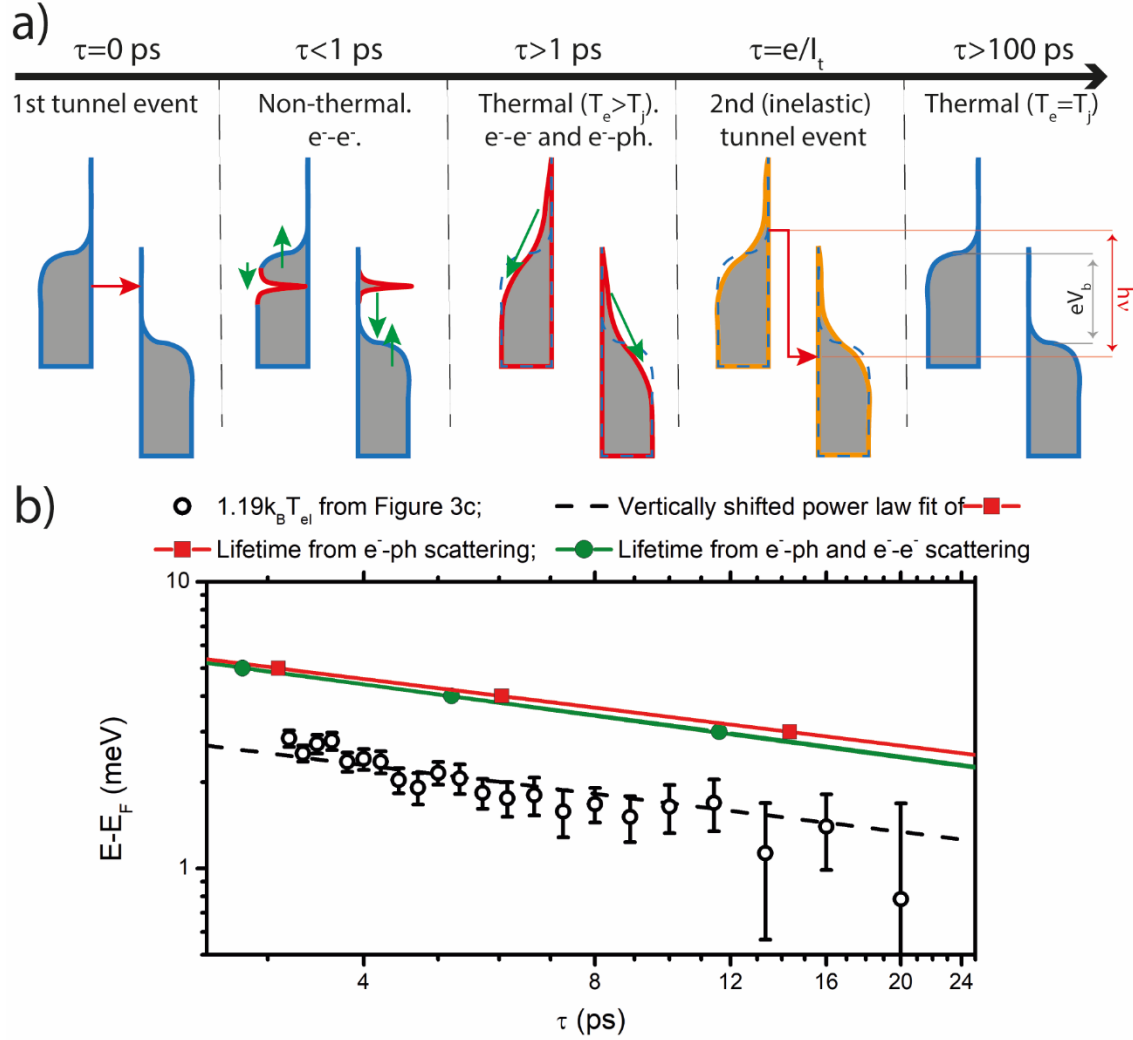 a)
τ=0 ps
τ<1 ps
τ>1 ps
τ=e/Iₜ
τ>100 ps
1st tunnel event
Non-thermal.
e⁻-e⁻.
Thermal (Tₑ>Tⱼ).
e⁻-e⁻ and e⁻-ph.
2nd (inelastic)
tunnel event
Thermal (Tₑ=Tⱼ)
eV_b
hν
b)
1.19k_BT_el from Figure 3c;
Vertically shifted power law fit of
Lifetime from e⁻-ph scattering;
Lifetime from e⁻-ph and e⁻-e⁻ scattering
10
1
E-E_F (meV)
4 8 12 16 20 24
τ (ps)